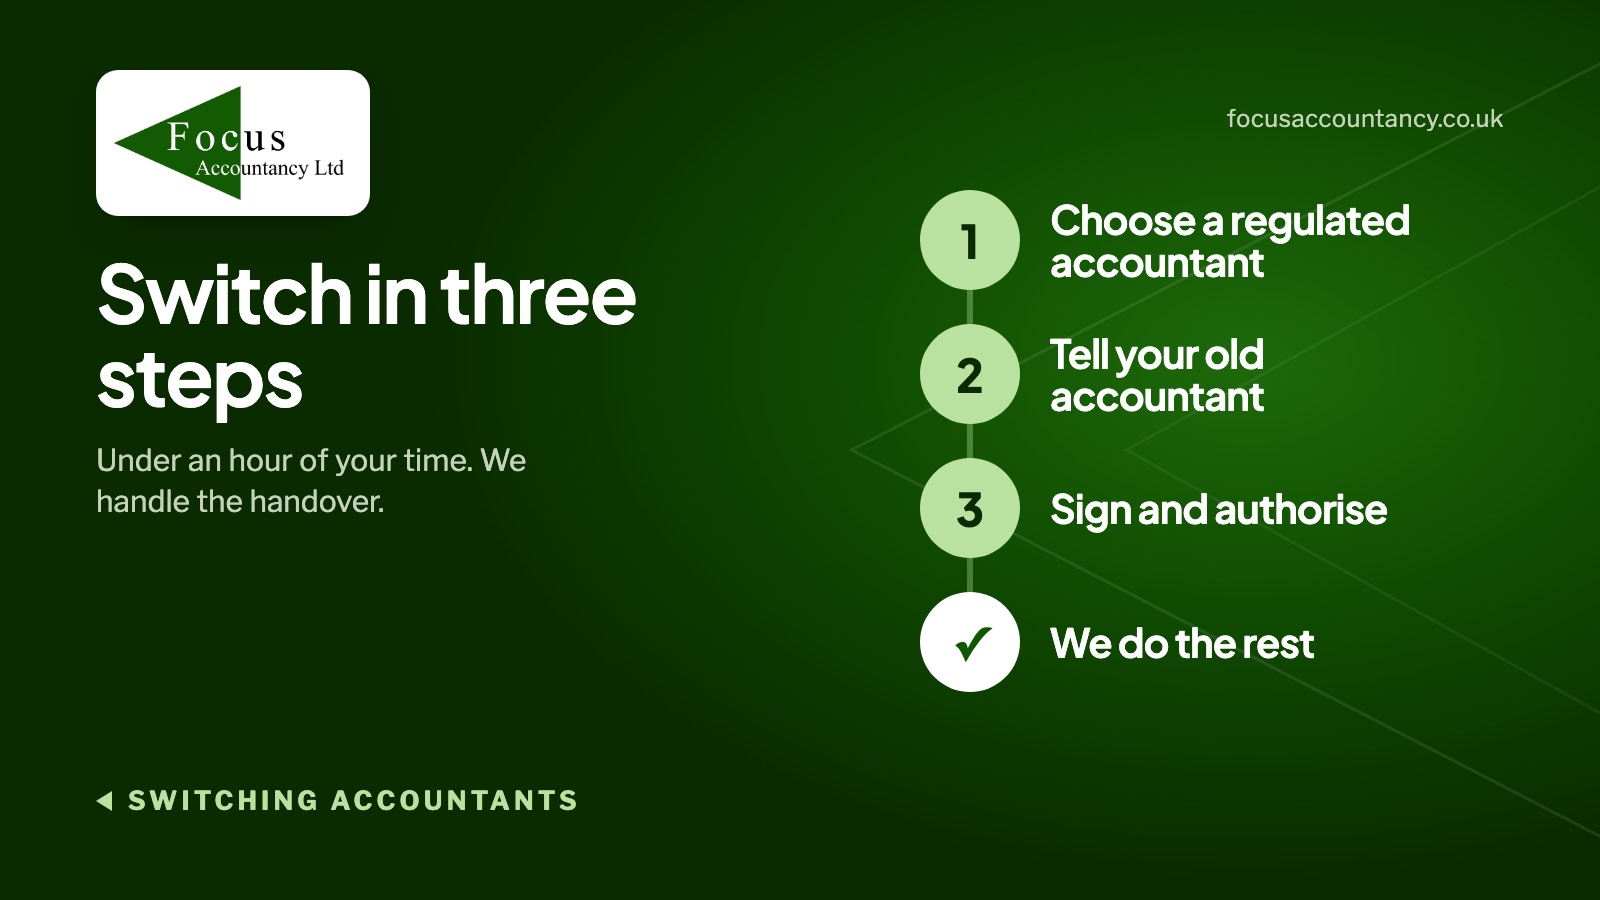 Focus
Accountancy Ltd
focusaccountancy.co.uk
Switch in three
steps
Under an hour of your time. We
handle the handover.
1
Choose a regulated
accountant
2
Tell your old
accountant
3
Sign and authorise
✓
We do the rest
SWITCHING ACCOUNTANTS